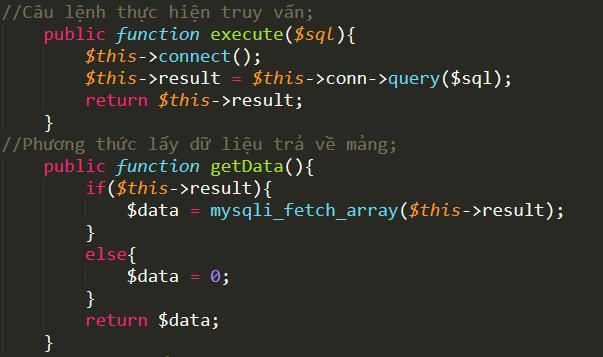 //Câu lệnh thực hiện truy vấn;
public function execute($sql){
$this->connect();
$this->result = $this->conn->query($sql);
return $this->result;
}
//Phương thức lấy dữ liệu trả về mảng;
public function getData(){
if($this->result){
$data = mysqli_fetch_array($this->result);
}
else{
$data = 0;
}
return $data;
}